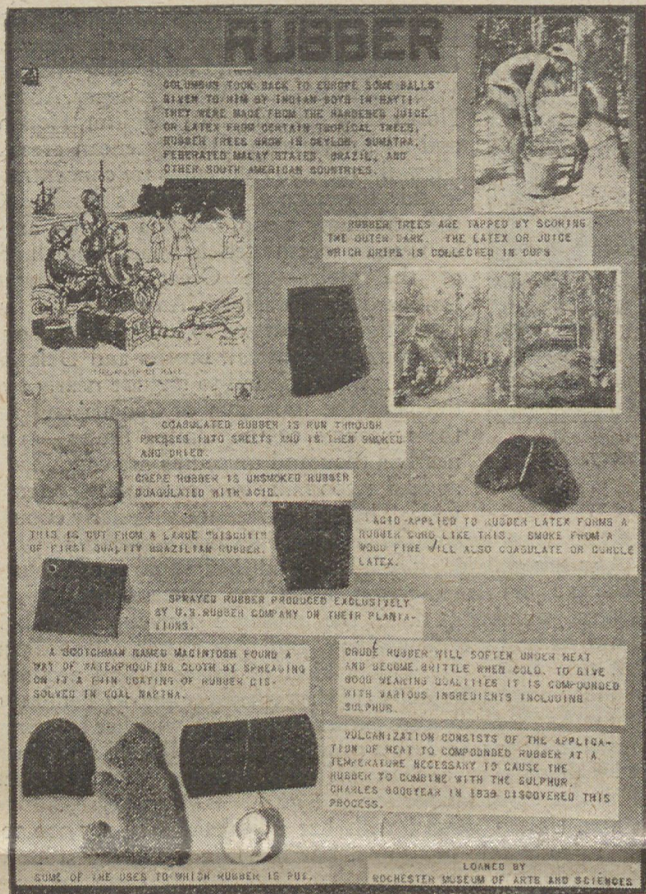 RUBBER
COLUMBUS TOOK BACK TO EUROPE SOME BALLS
GIVEN TO HIM BY INDIAN BOYS IN HAYTI.
THEY WERE MADE FROM THE HARDENED JUICE
OR LATEX FROM CERTAIN TROPICAL TREES.
RUBBER TREES GROW IN CEYLON, SUMATRA,
FEDERATED MALAY STATES, BRAZIL, AND
OTHER SOUTH AMERICAN COUNTRIES.
RUBBER TREES ARE TAPPED BY SCORING
THE OUTER BARK. THE LATEX OR JUICE
WHICH DRIPS IS COLLECTED IN CUPS
COAGULATED RUBBER IS RUN THROUGH
PRESSES INTO SHEETS AND IS THEN SMOKED
AND DRIED.
CREPE RUBBER IS UNSMOKED RUBBER
COAGULATED WITH ACID.
ACID APPLIED TO RUBBER LATEX FORMS A
RUBBER CURD LIKE THIS. SMOKE FROM A
WOOD FIRE WILL ALSO COAGULATE OR CURDLE
LATEX.
THIS IS CUT FROM A LARGE "BISCUIT"
OF FIRST QUALITY BRAZILIAN RUBBER.
SPRAYED RUBBER PRODUCED EXCLUSIVELY
BY U.S. RUBBER COMPANY ON THEIR PLANTA-
TIONS.
A SCOTCHMAN NAMED MACINTOSH FOUND A
WAY OF WATERPROOFING CLOTH BY SPREADING
ON IT A THIN COATING OF RUBBER DIS-
SOLVED IN COAL NAPTHA.
CRUDE RUBBER WILL SOFTEN UNDER HEAT
AND BECOME BRITTLE WHEN COLD. TO GIVE
GOOD WEARING QUALITIES IT IS COMPOUNDED
WITH VARIOUS INGREDIENTS INCLUDING
SULPHUR.
VULCANIZATION CONSISTS OF THE APPLICA-
TION OF HEAT TO COMPOUNDED RUBBER AT A
TEMPERATURE NECESSARY TO CAUSE THE
RUBBER TO COMBINE WITH THE SULPHUR.
CHARLES GOODYEAR IN 1839 DISCOVERED THIS
PROCESS.
SOME OF THE USES TO WHICH RUBBER IS PUT.
LOANED BY
ROCHESTER MUSEUM OF ARTS AND SCIENCES